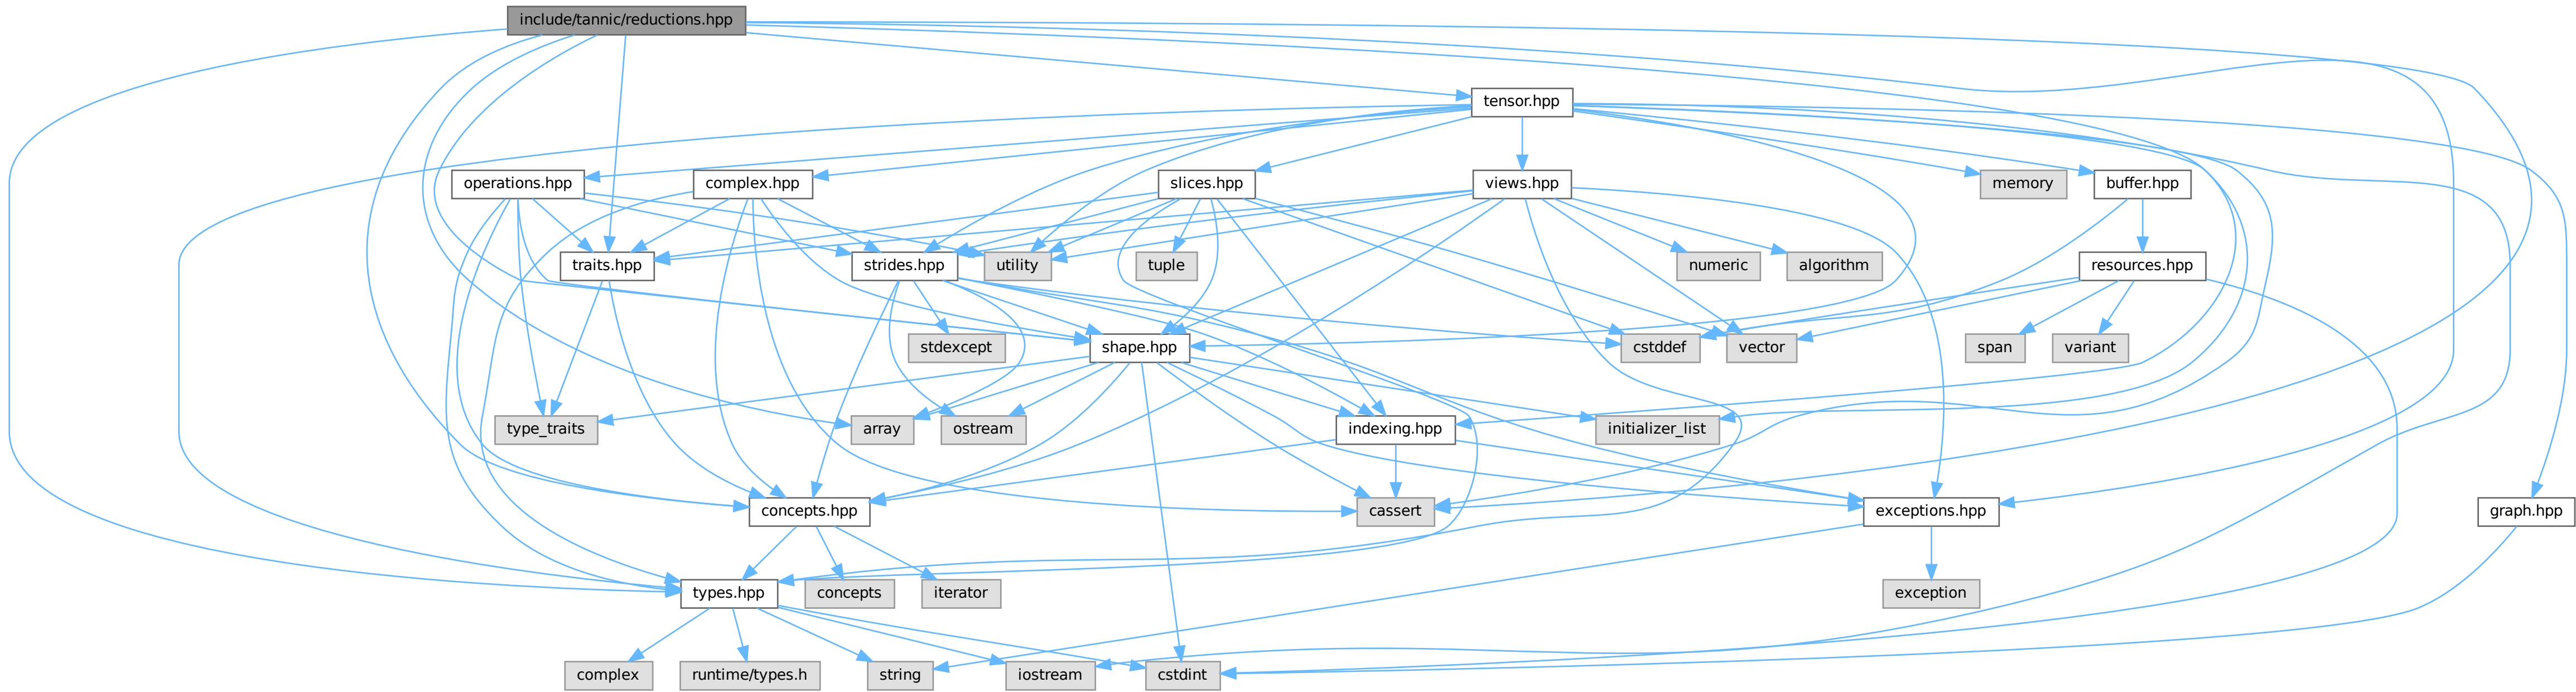 include/tannic/reductions.hpp
tensor.hpp
operations.hpp
complex.hpp
slices.hpp
views.hpp
memory
buffer.hpp
traits.hpp
strides.hpp
utility
tuple
numeric
algorithm
resources.hpp
stdexcept
shape.hpp
cstddef
vector
span
variant
type_traits
array
ostream
indexing.hpp
initializer_list
concepts.hpp
cassert
exceptions.hpp
graph.hpp
types.hpp
concepts
iterator
exception
complex
runtime/types.h
string
iostream
cstdint